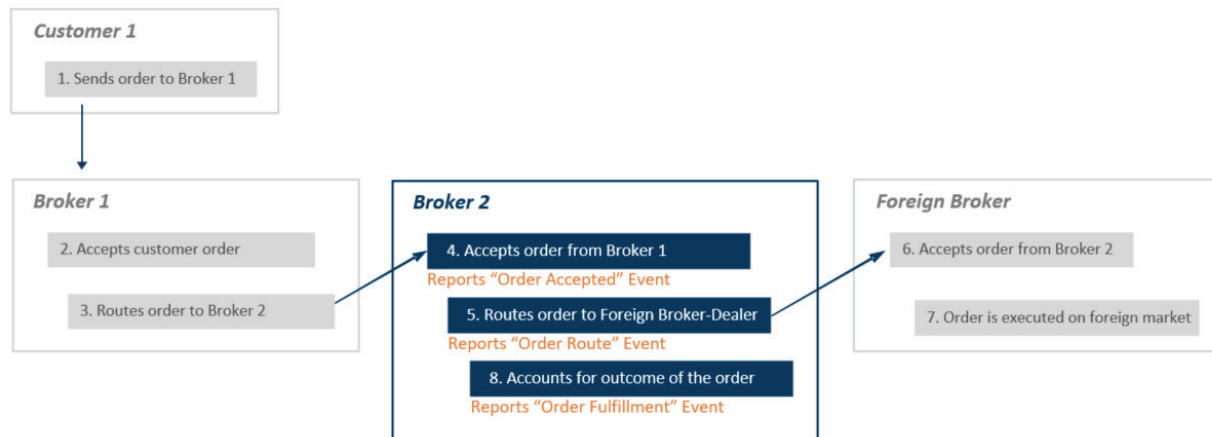 Customer 1
1. Sends order to Broker 1
Broker 1
2. Accepts customer order
3. Routes order to Broker 2
Broker 2
4. Accepts order from Broker 1
Reports “Order Accepted” Event
5. Routes order to Foreign Broker-Dealer
Reports “Order Route” Event
8. Accounts for outcome of the order
Reports “Order Fulfillment” Event
Foreign Broker
6. Accepts order from Broker 2
7. Order is executed on foreign market